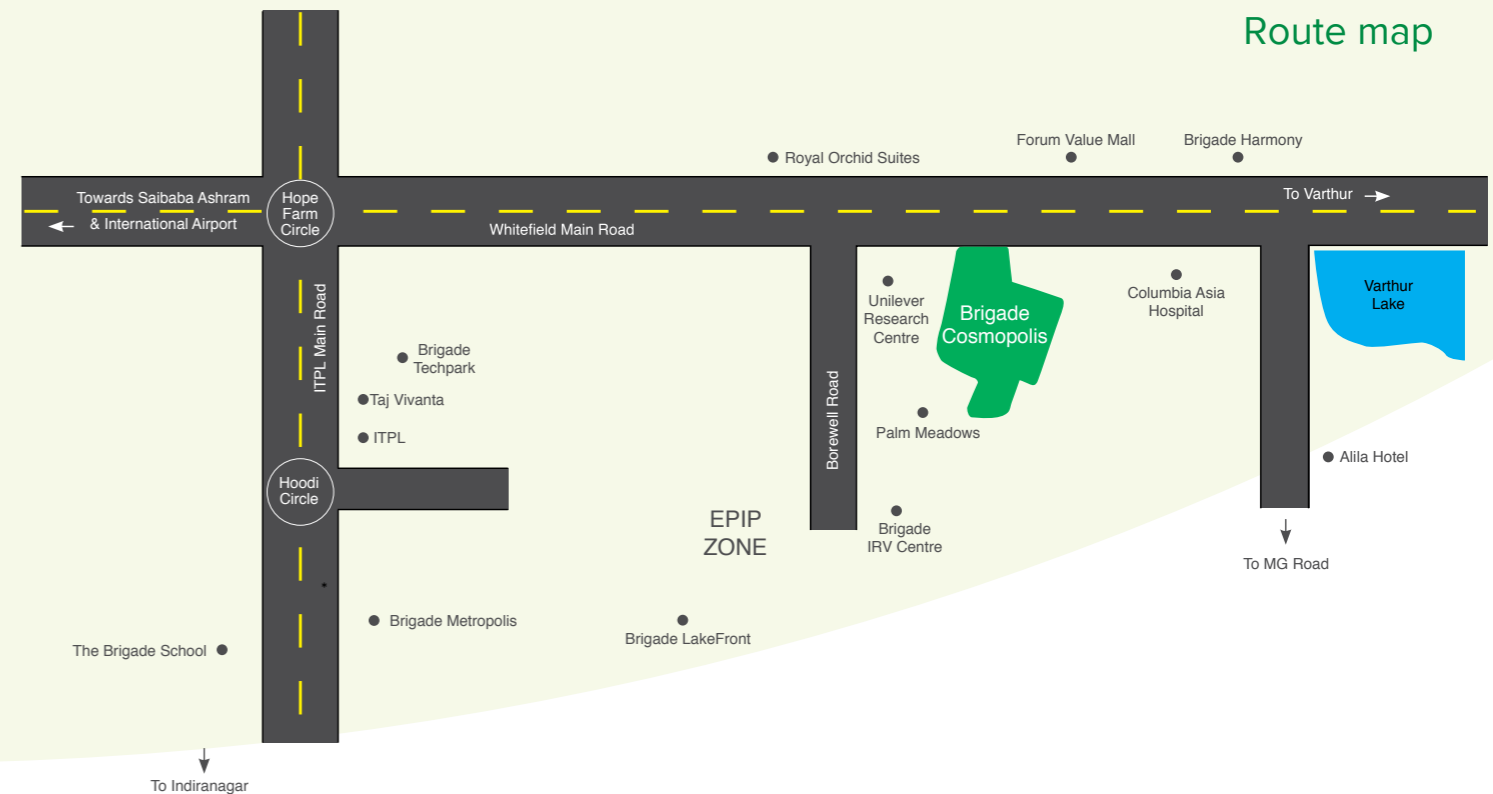 Route map
Forum Value Mall
Brigade Harmony
Royal Orchid Suites
Towards Saibaba Ashram
& International Airport
Hope
Farm
Circle
To Varthur
Whitefield Main Road
ITPL Main Road
Unilever
Research
Centre
Brigade
Cosmopolis
Columbia Asia
Hospital
Varthur
Lake
Brigade
Techpark
Taj Vivanta
ITPL
Borewell Road
Palm Meadows
Alila Hotel
Hoodi
Circle
EPIP
ZONE
Brigade
IRV Centre
To MG Road
Brigade Metropolis
Brigade LakeFront
The Brigade School
To Indiranagar